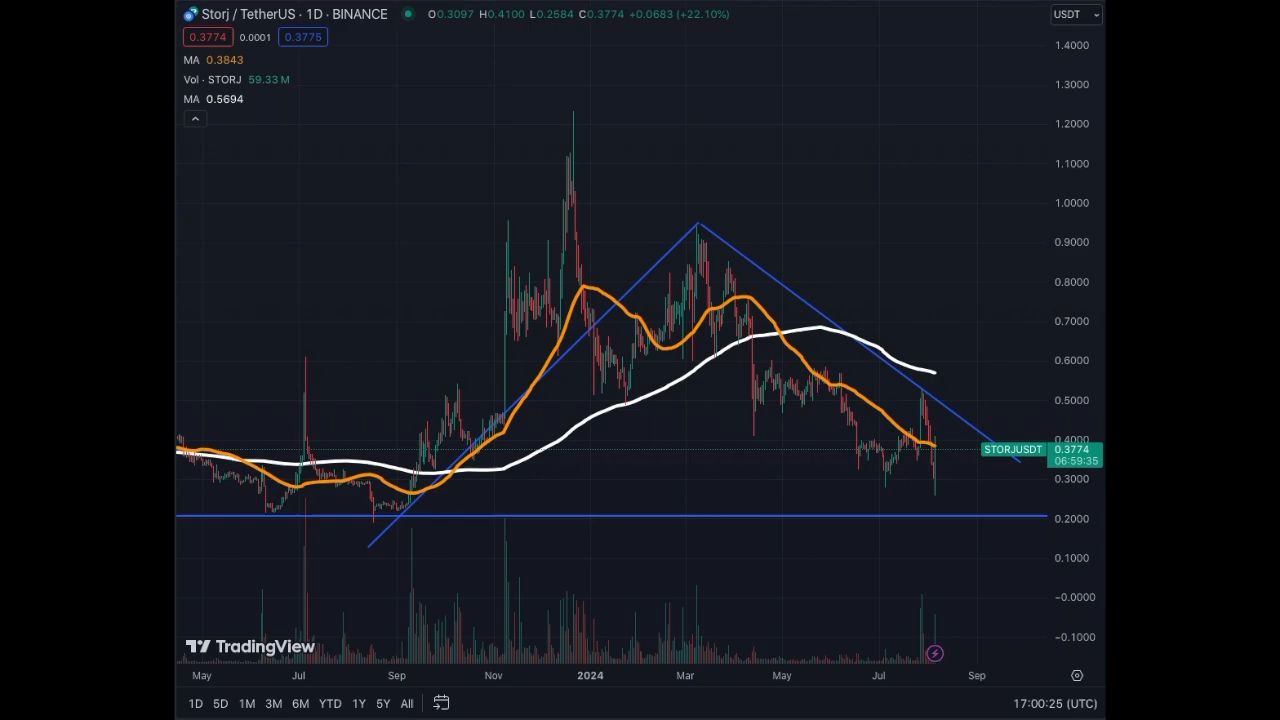 Storj / TetherUS · 1D · BINANCE O0.3097 H0.4100 L0.2584 C0.3774 +0.0683 (+22.10%)
USDT
0.3774 0.0001 0.3775
MA 0.3843
Vol · STORJ 59.33 M
MA 0.5694
1.4000
1.3000
1.2000
1.1000
1.0000
0.9000
0.8000
0.7000
0.6000
0.5000
0.4000
STORJUSDT 0.3774
06:59:35
0.3000
0.2000
0.1000
−0.0000
−0.1000
TradingView
May Jul Sep Nov 2024 Mar May Jul Sep
1D 5D 1M 3M 6M YTD 1Y 5Y All 17:00:25 (UTC)